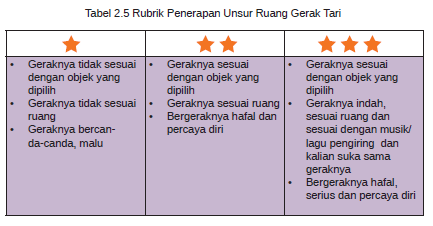 Tabel 2.5 Rubrik Penerapan Unsur Ruang Gerak Tari
• Geraknya tidak sesuai
dengan objek yang
dipilih
• Geraknya tidak sesuai
ruang
• Geraknya bercan-
da-canda, malu
• Geraknya sesuai
dengan objek yang
dipilih
• Geraknya sesuai ruang
• Bergeraknya hafal dan
percaya diri
• Geraknya sesuai
dengan objek yang
dipilih
• Geraknya indah,
sesuai ruang dan
sesuai dengan musik/
lagu pengiring dan
kalian suka sama
geraknya
• Bergeraknya hafal,
serius dan percaya diri